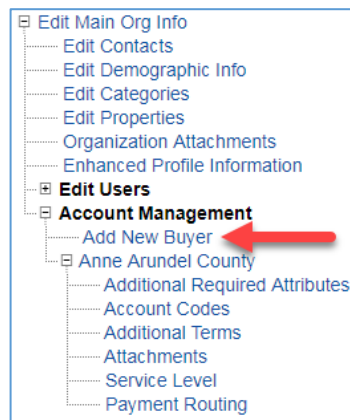 Edit Main Org Info
Edit Contacts
Edit Demographic Info
Edit Categories
Edit Properties
Organization Attachments
Enhanced Profile Information
Edit Users
Account Management
Add New Buyer
Anne Arundel County
Additional Required Attributes
Account Codes
Additional Terms
Attachments
Service Level
Payment Routing